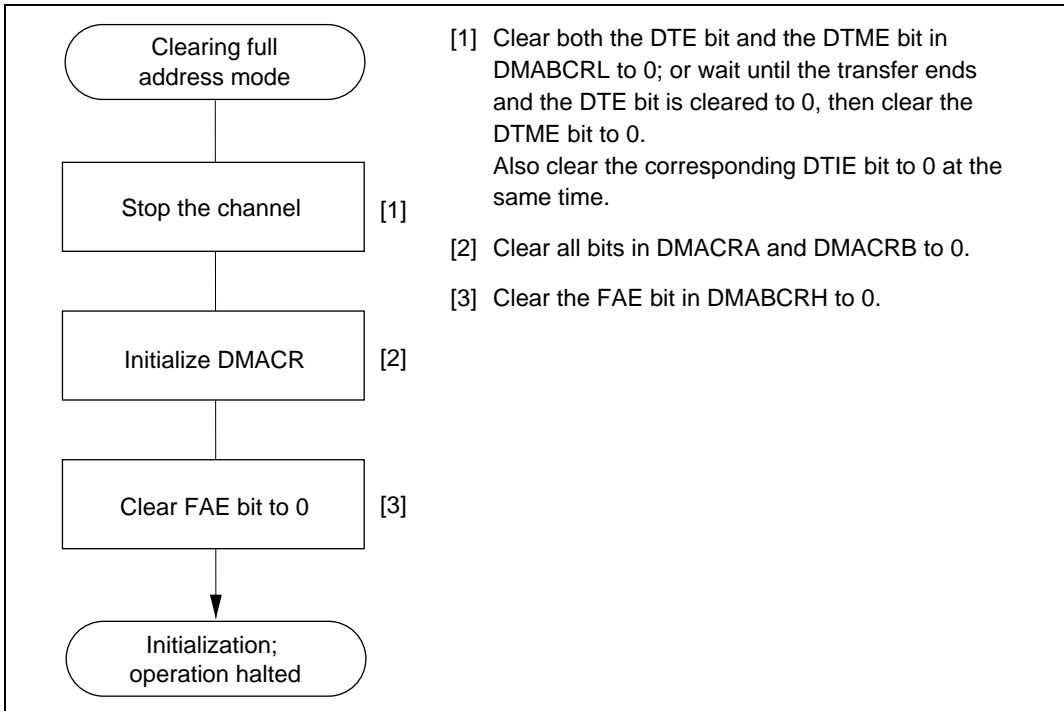 Clearing full
address mode
Stop the channel
[1]
Initialize DMACR
[2]
Clear FAE bit to 0
[3]
Initialization;
operation halted
[1] Clear both the DTE bit and the DTME bit in
DMABCRL to 0; or wait until the transfer ends
and the DTE bit is cleared to 0, then clear the
DTME bit to 0.
Also clear the corresponding DTIE bit to 0 at the
same time.
[2] Clear all bits in DMACRA and DMACRB to 0.
[3] Clear the FAE bit in DMABCRH to 0.